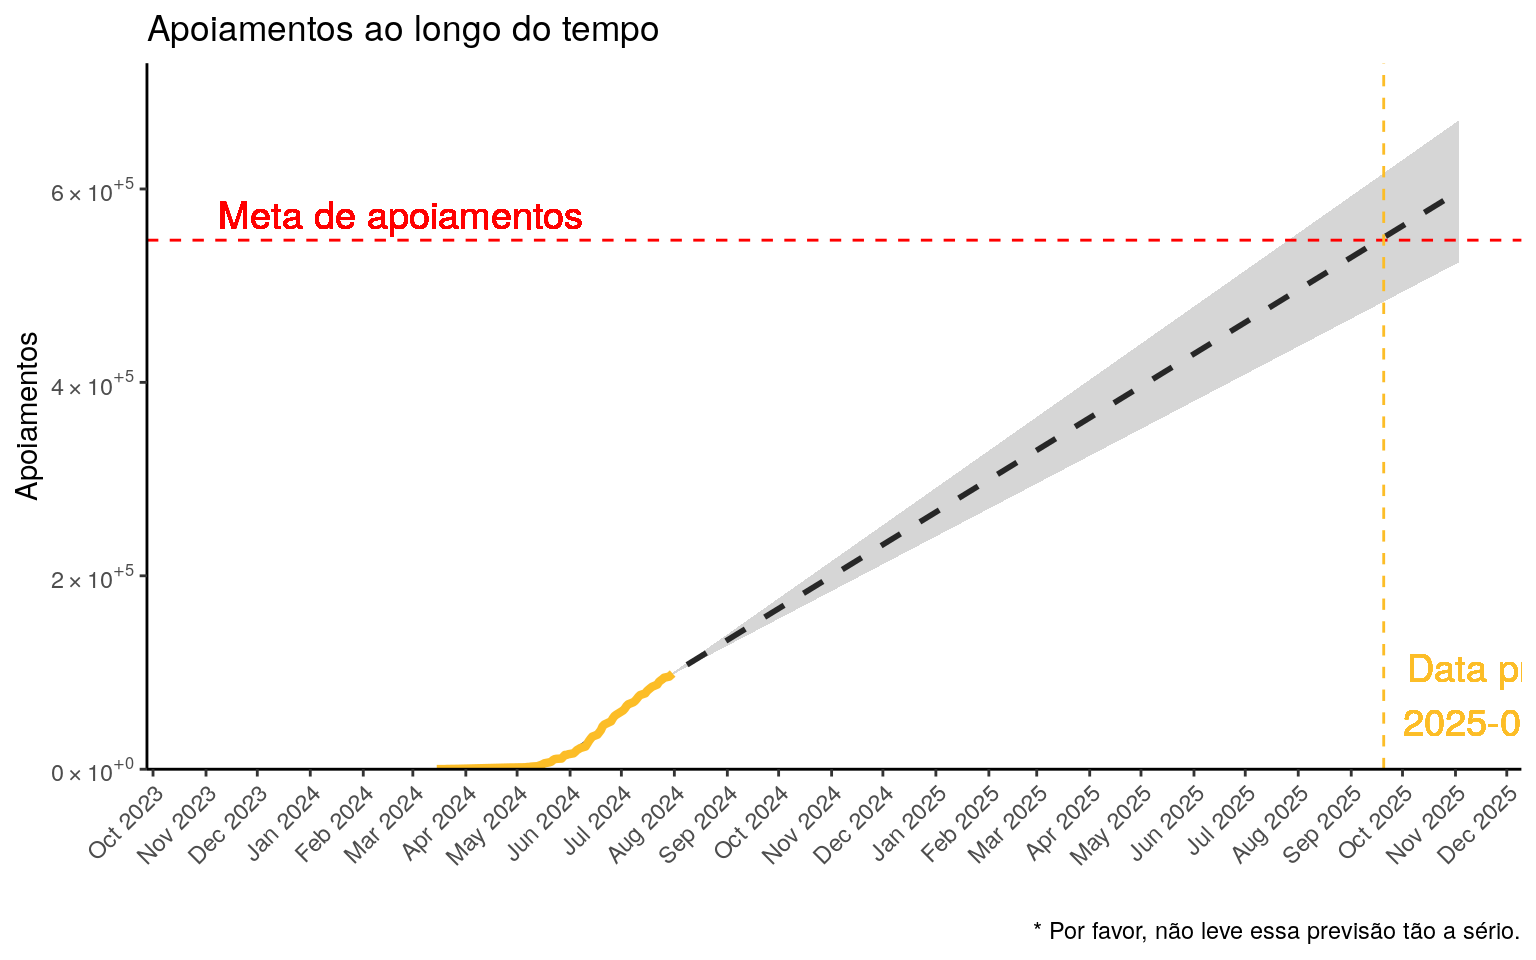 Apoiamentos ao longo do tempo
Apoiamentos
6 × 10+5
4 × 10+5
2 × 10+5
0 × 10+0
Meta de apoiamentos
Data
2025-0
Oct 2023
Nov 2023
Dec 2023
Jan 2024
Feb 2024
Mar 2024
Apr 2024
May 2024
Jun 2024
Jul 2024
Aug 2024
Sep 2024
Oct 2024
Nov 2024
Dec 2024
Jan 2025
Feb 2025
Mar 2025
Apr 2025
May 2025
Jun 2025
Jul 2025
Aug 2025
Sep 2025
Oct 2025
Nov 2025
Dec 2025
* Por favor, não leve essa previsão tão a sério.